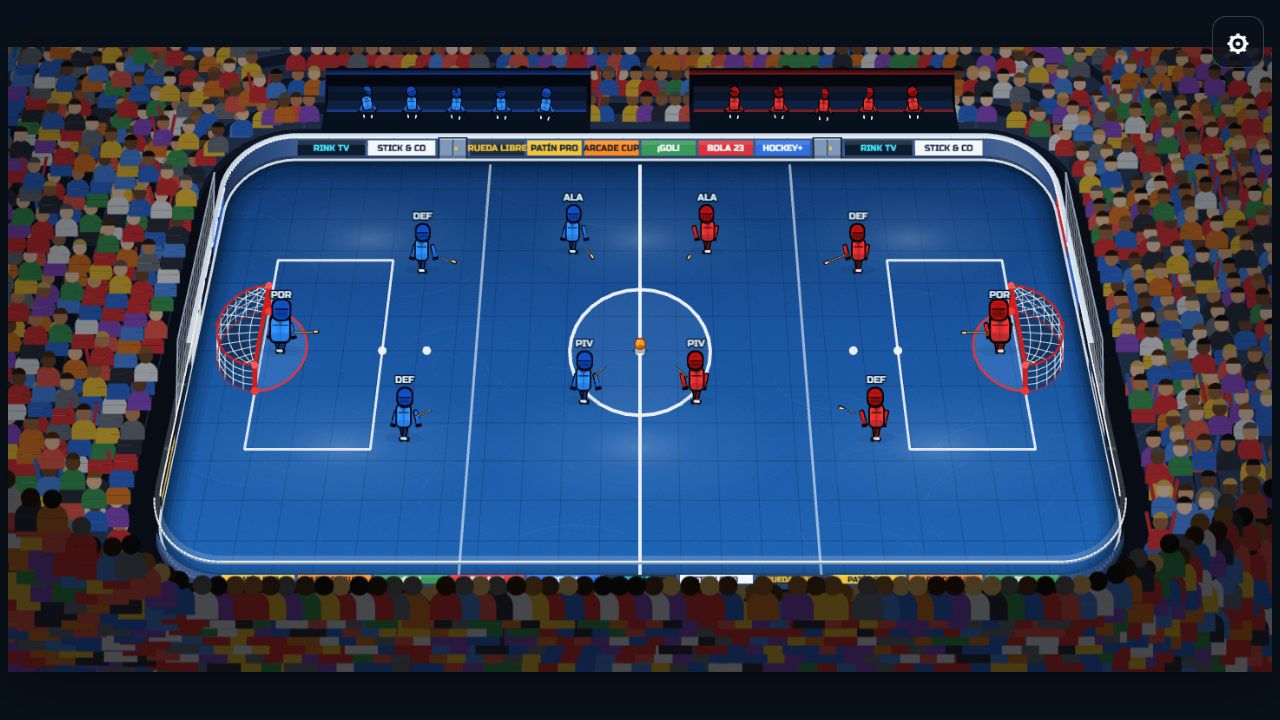 RINK TV STICK & CO RUEDA LIBRE PATÍN PRO ARCADE CUP ¡GOL! BOLA 23 HOCKEY+ RINK TV STICK & CO
ALA ALA
DEF DEF
POR POR
PIV PIV
DEF DEF